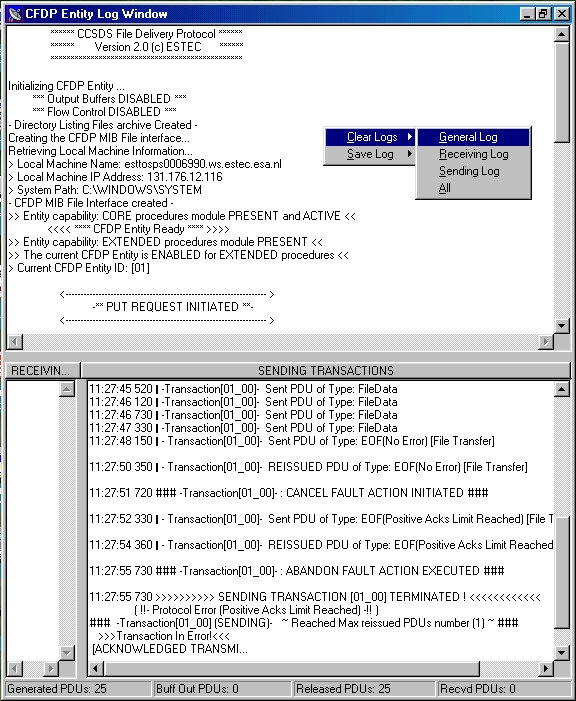 CFDP Entity Log Window
****** CCSDS File Delivery Protocol ******
****** Version 2.0 (c) ESTEC ******
******************************************
Initializing CFDP Entity ...
*** Output Buffers DISABLED ***
*** Flow Control DISABLED ***
- Directory Listing Files archive Created -
Creating the CFDP MIB File interface...
Retrieving Local Machine Information...
> Local Machine Name: esttosps0006990.ws.estec.esa.nl
> Local Machine IP Address: 131.176.12.116
> System Path: C:\WINDOWS\SYSTEM
- CFDP MIB File Interface created -
>> Entity capability: CORE procedures module PRESENT and ACTIVE <<
<<<< **** CFDP Entity Ready **** >>>>
>> Entity capability: EXTENDED procedures module PRESENT <<
>> The current CFDP Entity is ENABLED for EXTENDED procedures <<
> Current CFDP Entity ID: [01]
<------------------------------------------------------------------- >
-** PUT REQUEST INITIATED **-
<------------------------------------------------------------------- >
Clear Logs
Save Log
General Log
Receiving Log
Sending Log
All
RECEIVIN...
SENDING TRANSACTIONS
11:27:45 520 | -Transaction[01_00]- Sent PDU of Type: FileData
11:27:46 120 | -Transaction[01_00]- Sent PDU of Type: FileData
11:27:46 730 | -Transaction[01_00]- Sent PDU of Type: FileData
11:27:47 330 | -Transaction[01_00]- Sent PDU of Type: FileData
11:27:48 150 | - Transaction[01_00]- Sent PDU of Type: EOF(No Error) [File Transfer]
11:27:50 350 | - Transaction[01_00]- REISSUED PDU of Type: EOF(No Error) [File Transfer]
11:27:51 720 ### -Transaction[01_00]- : CANCEL FAULT ACTION INITIATED ###
11:27:52 330 | - Transaction[01_00]- Sent PDU of Type: EOF(Positive Acks Limit Reached) [File T
11:27:54 360 | - Transaction[01_00]- REISSUED PDU of Type: EOF(Positive Acks Limit Reached
11:27:55 730 ### -Transaction[01_00]- : ABANDON FAULT ACTION EXECUTED ###
11:27:55 730 >>>>>>>>>> SENDING TRANSACTION [01_00] TERMINATED ! <<<<<<<<<<<<
( !!- Protocol Error (Positive Acks Limit Reached) -!! )
### -Transaction[01_00] (SENDING)- ~ Reached Max reissued PDUs number (1) ~ ###
>>>Transaction In Error!<<<
[ACKNOWLEDGED TRANSMI...
Generated PDUs: 25
Buff Out PDUs: 0
Released PDUs: 25
Recvd PDUs: 0